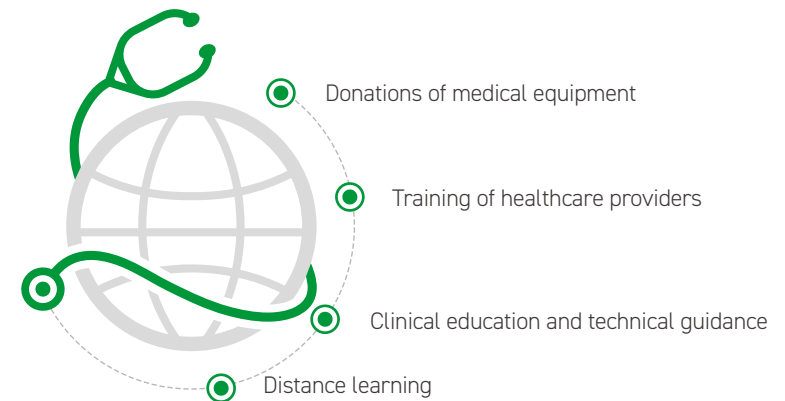 Donations of medical equipment
Training of healthcare providers
Clinical education and technical guidance
Distance learning